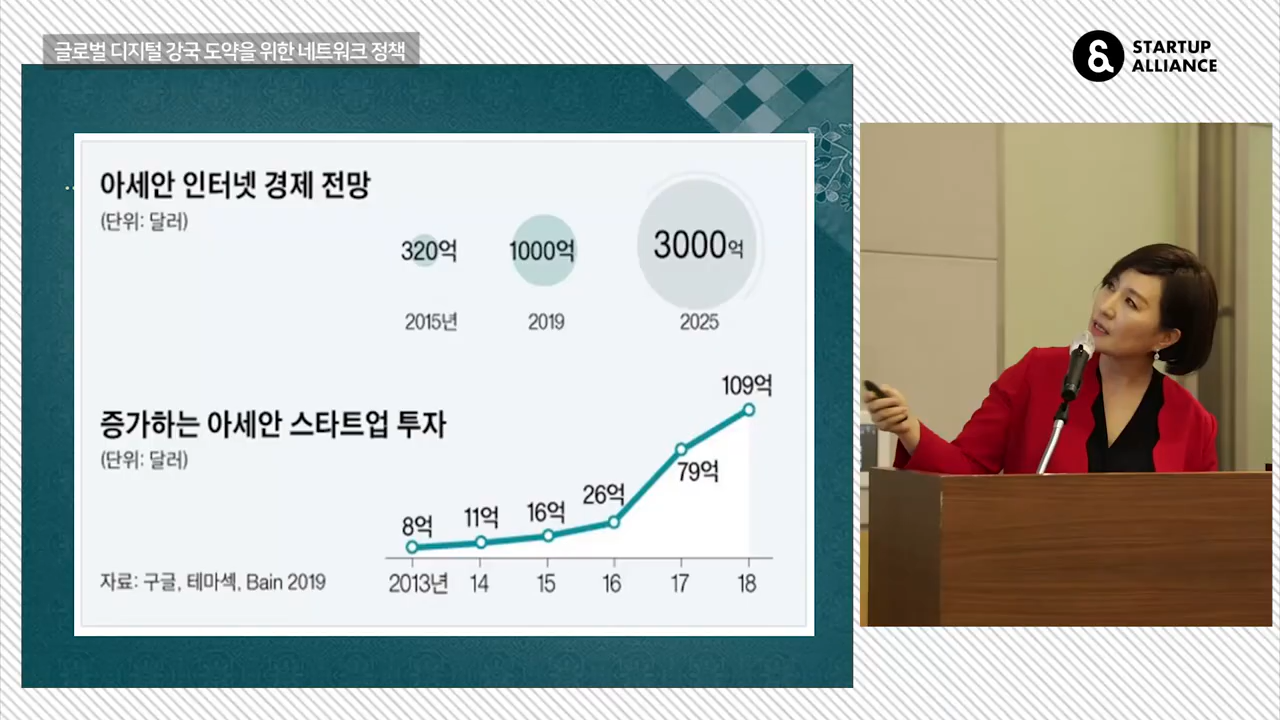 글로벌 디지털 강국 도약을 위한 네트워크 정책
STARTUP
ALLIANCE
아세안 인터넷 경제 전망
(단위: 달러)
320억
1000억
3000억
2015년
2019
2025
증가하는 아세안 스타트업 투자
(단위: 달러)
8억
11억
16억
26억
79억
109억
2013년
14
15
16
17
18
자료: 구글, 테마섹, Bain 2019